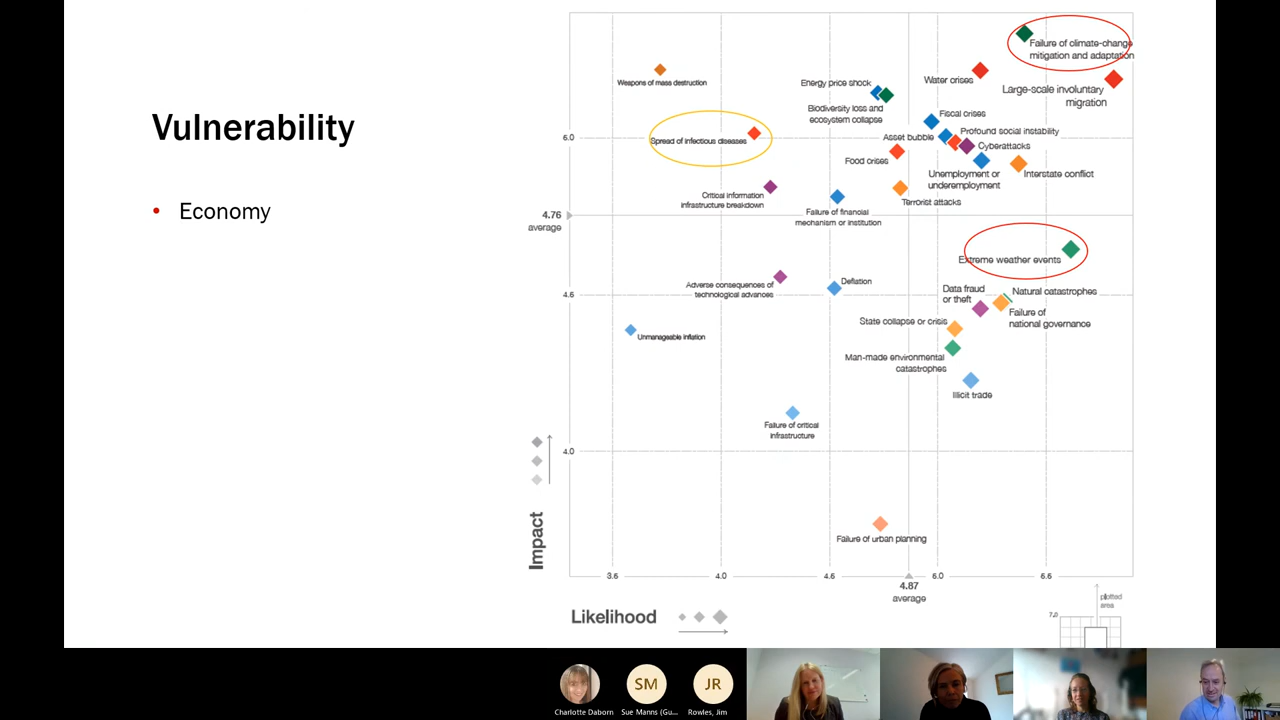 Vulnerability
• Economy
Failure of climate-change
mitigation and adaptation
Weapons of mass destruction
Energy price shock
Water crises
Large-scale involuntary
migration
Biodiversity loss and
ecosystem collapse
Fiscal crises
6.0
Spread of infectious diseases
Asset bubble
Profound social instability
Cyberattacks
Food crises
Unemployment or
underemployment
Interstate conflict
Critical information
infrastructure breakdown
Terrorist attacks
Failure of financial
mechanism or institution
4.76
average
Extreme weather events
Adverse consequences of
technological advances
Deflation
Data fraud
or theft
Natural catastrophes
4.6
Failure of
national governance
State collapse or crisis
Unmanageable inflation
Man-made environmental
catastrophes
Illicit trade
Failure of critical
infrastructure
4.0
Impact
Failure of urban planning
3.6
4.0
4.6
4.87
average
6.0
6.6
Likelihood
plotted
area
7.0
SM
JR
Charlotte Daborn
Sue Manns (Gu...
Rowles, Jim